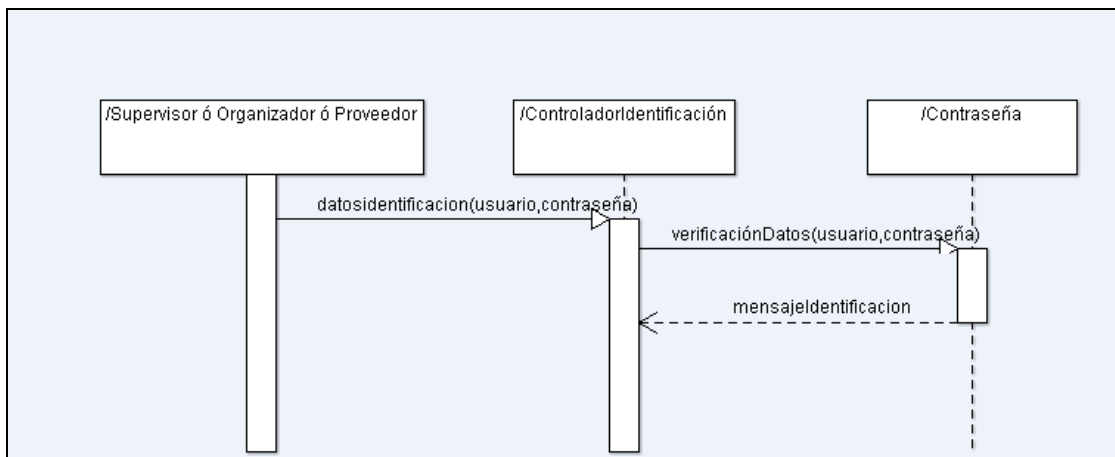 /Supervisor ó Organizador ó Proveedor
/ControladorIdentificación
/Contraseña
datosidentificacion(usuario,contraseña)
verificaciónDatos(usuario,contraseña)
mensajeIdentificacion